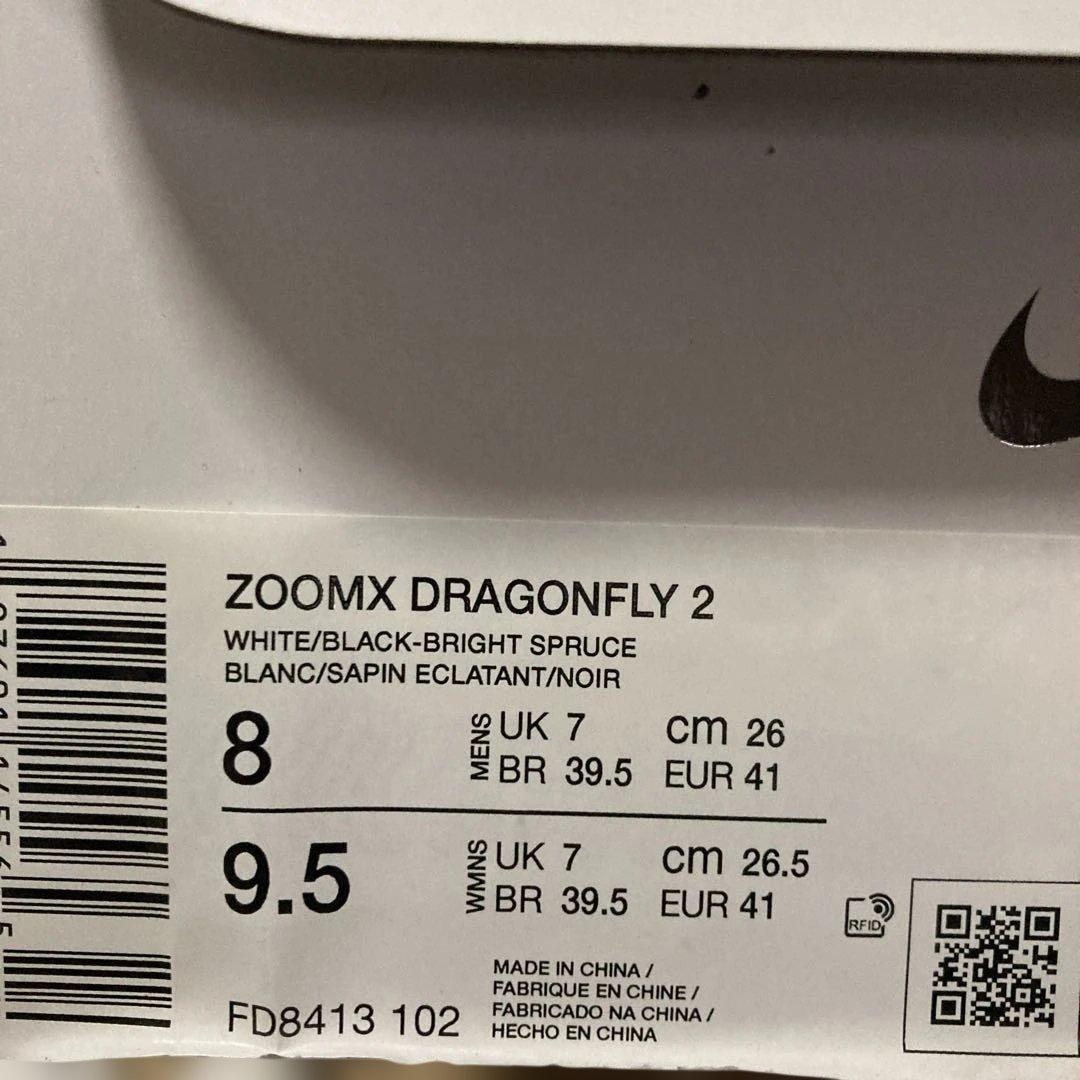 ZOOMX DRAGONFLY 2
WHITE/BLACK-BRIGHT SPRUCE
BLANC/SAPIN ECLATANT/NOIR
8
MENS
UK 7 cm 26
BR 39.5 EUR 41
9.5
WMNS
UK 7 cm 26.5
BR 39.5 EUR 41
RFID
MADE IN CHINA /
FABRIQUE EN CHINE /
FABRICADO NA CHINA /
HECHO EN CHINA
FD8413 102